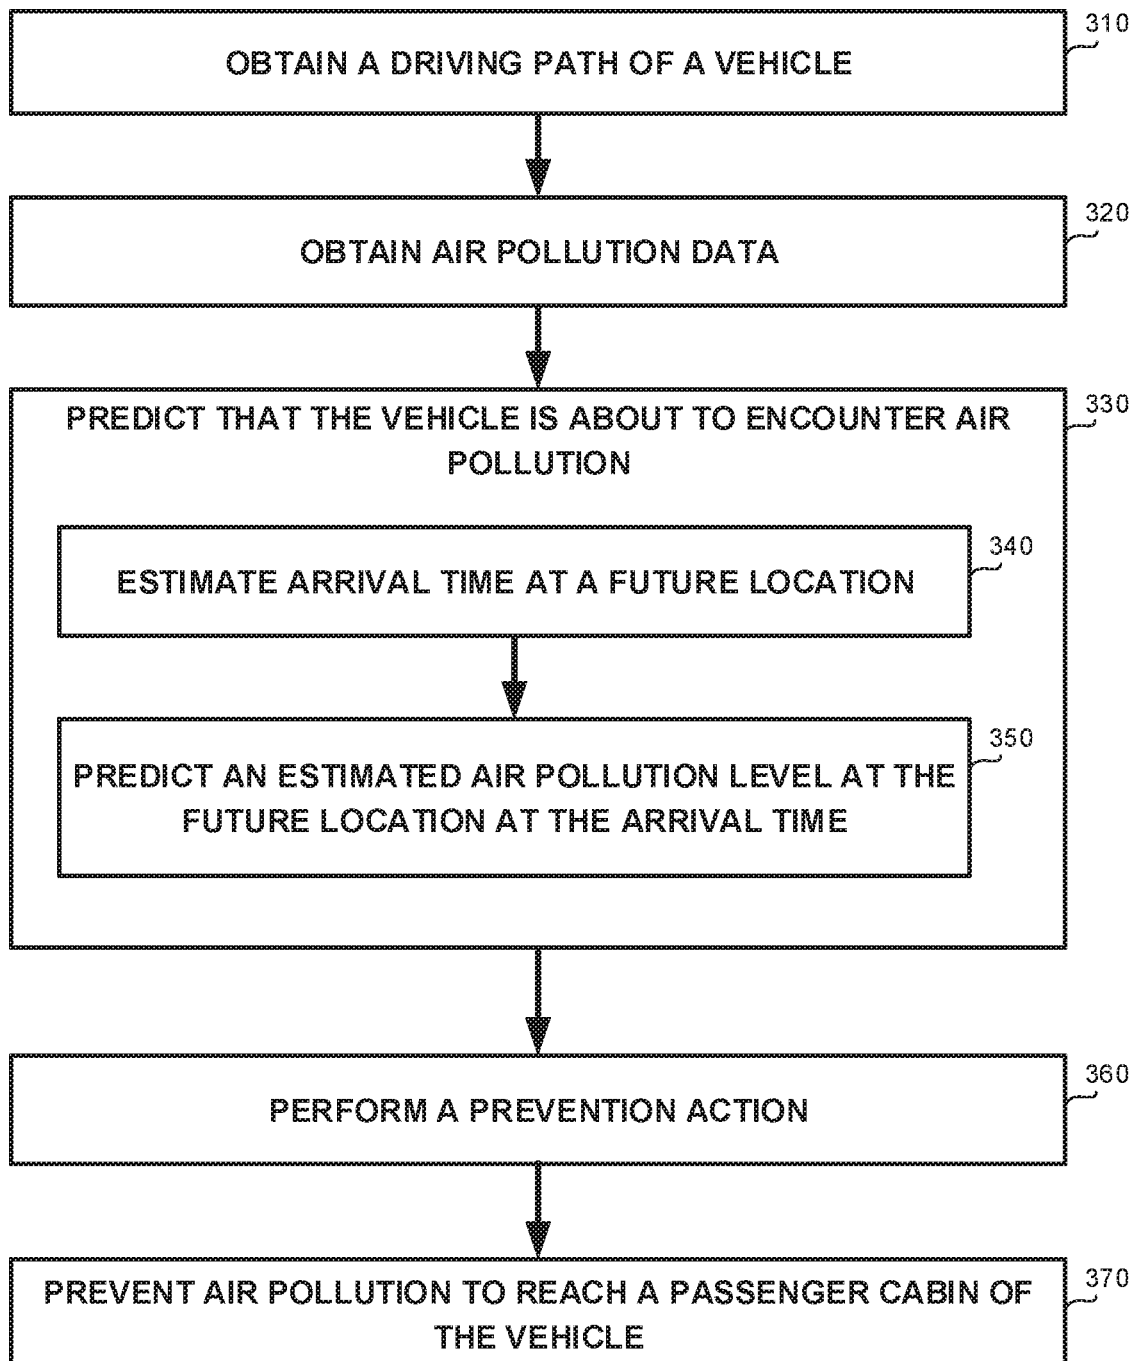 310
OBTAIN A DRIVING PATH OF A VEHICLE
320
OBTAIN AIR POLLUTION DATA
330
PREDICT THAT THE VEHICLE IS ABOUT TO ENCOUNTER AIR
POLLUTION
340
ESTIMATE ARRIVAL TIME AT A FUTURE LOCATION
350
PREDICT AN ESTIMATED AIR POLLUTION LEVEL AT THE
FUTURE LOCATION AT THE ARRIVAL TIME
360
PERFORM A PREVENTION ACTION
370
PREVENT AIR POLLUTION TO REACH A PASSENGER CABIN OF
THE VEHICLE